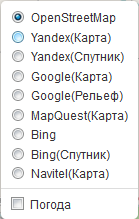 OpenStreetMap
Yandex(Карта)
Yandex(Спутник)
Google(Карта)
Google(Рельеф)
MapQuest(Карта)
Bing
Bing(Спутник)
Navitel(Карта)
Погода